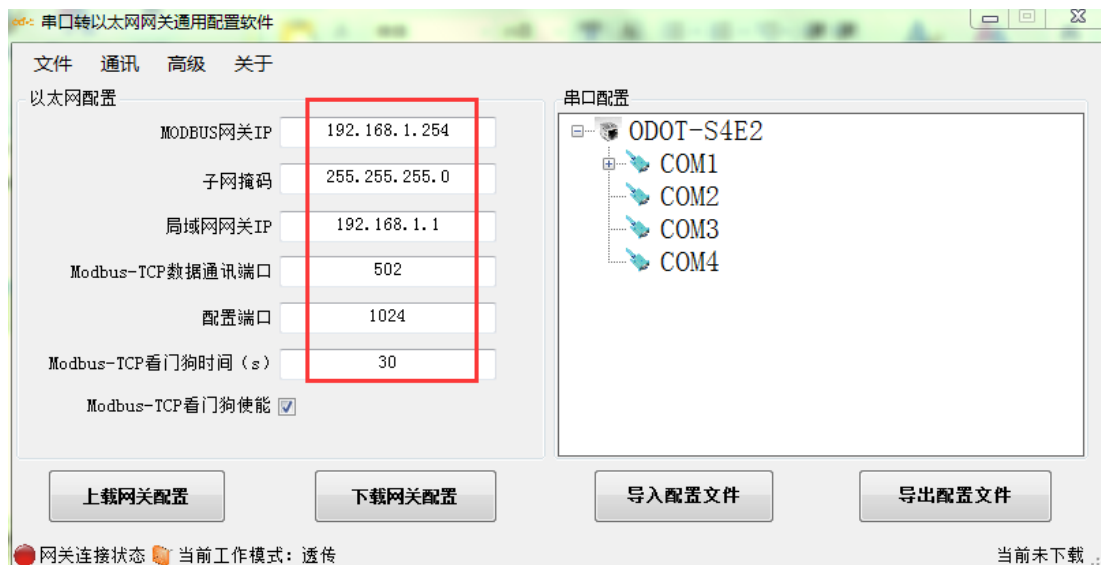 串口转以太网网关通用配置软件
文件 通讯 高级 关于
以太网配置
MODBUS网关IP 192.168.1.254
子网掩码 255.255.255.0
局域网网关IP 192.168.1.1
Modbus-TCP数据通讯端口 502
配置端口 1024
Modbus-TCP看门狗时间（s） 30
Modbus-TCP看门狗使能
串口配置
ODOT-S4E2
COM1
COM2
COM3
COM4
上载网关配置 下载网关配置 导入配置文件 导出配置文件
网关连接状态 当前工作模式：透传 当前未下载